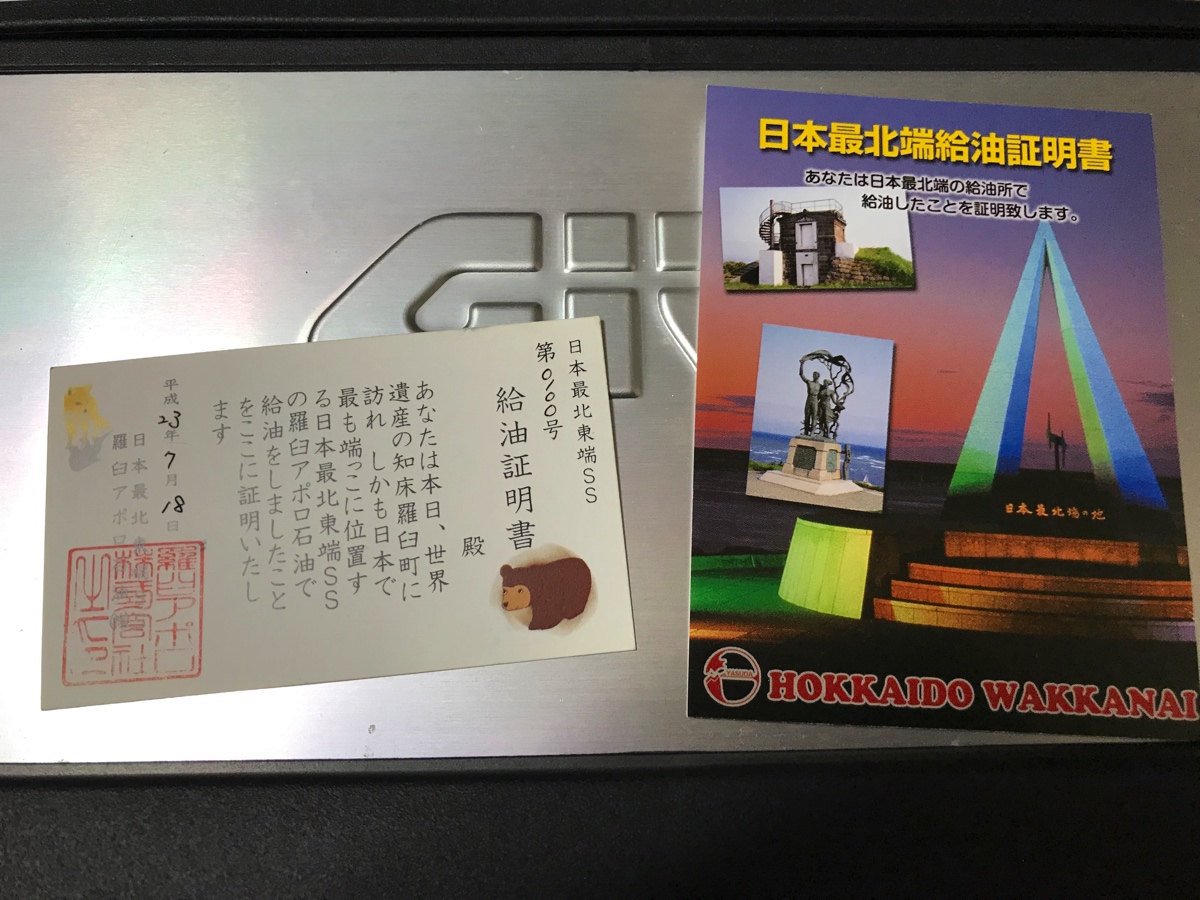 日本最北東端SS
第0100号
給油証明書
殿
あなたは本日、世界
遺産の知床羅臼町に
訪れ しかも日本で
最も端っこに位置す
る日本最北東端SS
の羅臼アポロ石油で
給油をしましたこと
をここに証明いたし
ます
平成23年7月18日
日本最北
羅臼アポロ
日本最北端給油証明書
あなたは日本最北端の給油所で
給油したことを証明致します。
日本最北端の地
YASUDA
HOKKAIDO WAKKANAI